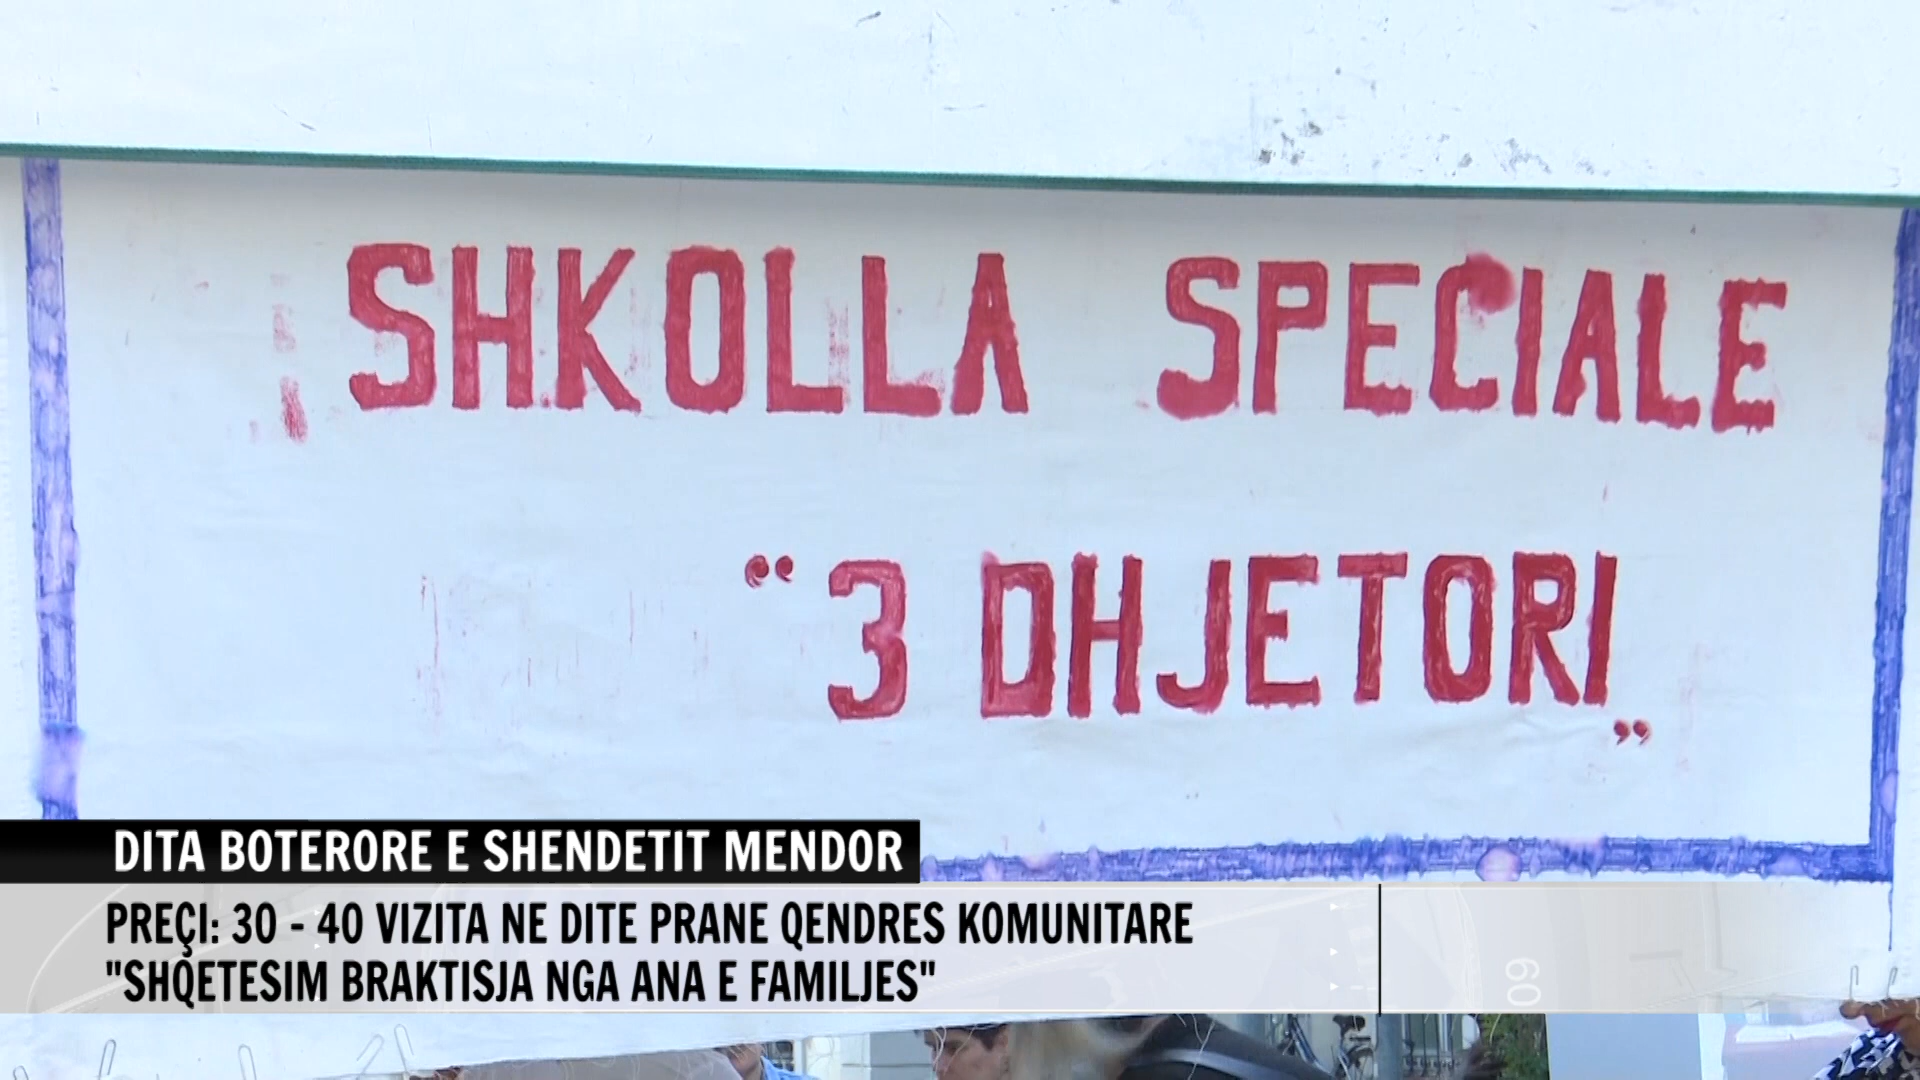 SHKOLLA SPECIALE
“3 DHJETORI„
DITA BOTERORE E SHENDETIT MENDOR
PREÇI: 30 - 40 VIZITA NE DITE PRANE QENDRES KOMUNITARE
"SHQETESIM BRAKTISJA NGA ANA E FAMILJES"
09